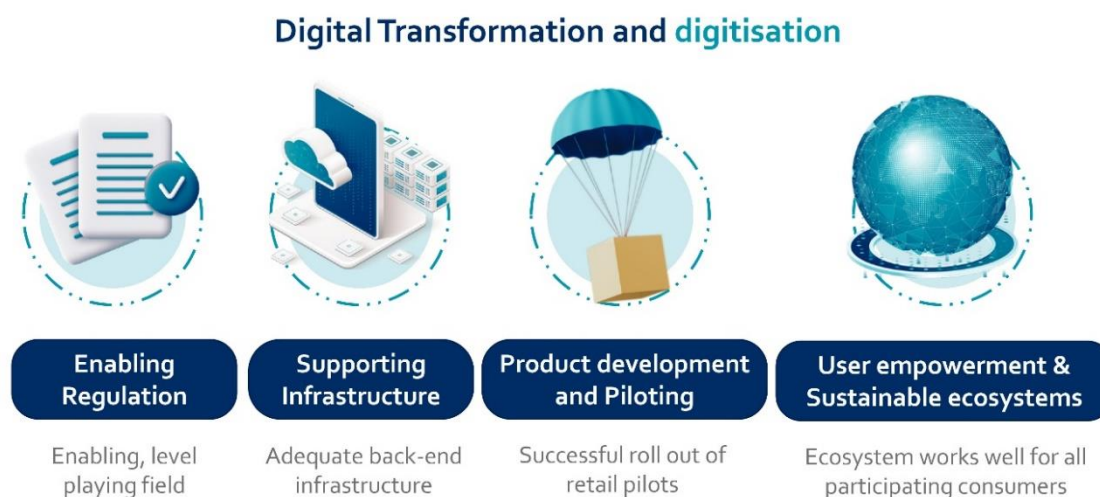 Digital Transformation and digitisation
Enabling
Regulation
Enabling, level
playing field
Supporting
Infrastructure
Adequate back-end
infrastructure
Product development
and Piloting
Successful roll out of
retail pilots
User empowerment &
Sustainable ecosystems
Ecosystem works well for all
participating consumers